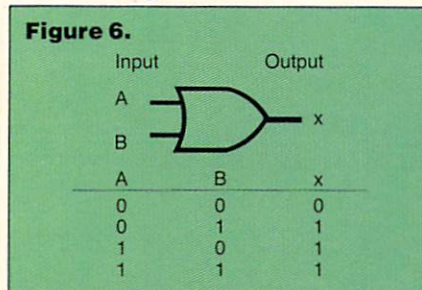 Figure 6.
Input Output
A
x
B
A B x
0 0 0
0 1 1
1 0 1
1 1 1